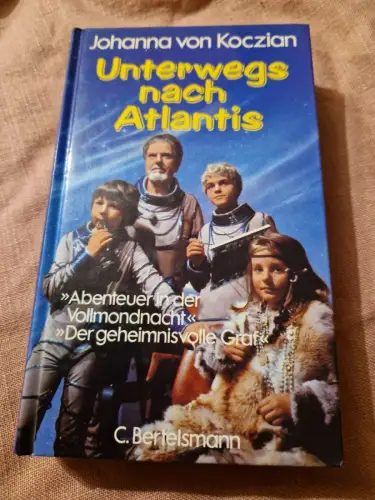 Johanna von Koczian
Unterwegs
nach
Atlantis
»Abenteuer in der
Vollmondnacht«
»Der geheimnisvolle Graf«
C. Bertelsmann